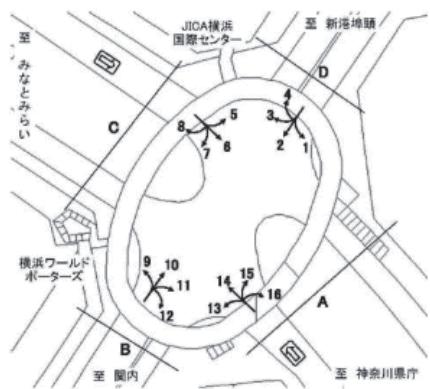 JICA横浜
国際センター
至 新港埠頭
至 みなとみらい
D
C
4
3
2
1
5
8
7
6
横浜ワールド
ポーターズ
9
10
11
12
14
15
13
16
A
B
至 関内
至 神奈川県庁